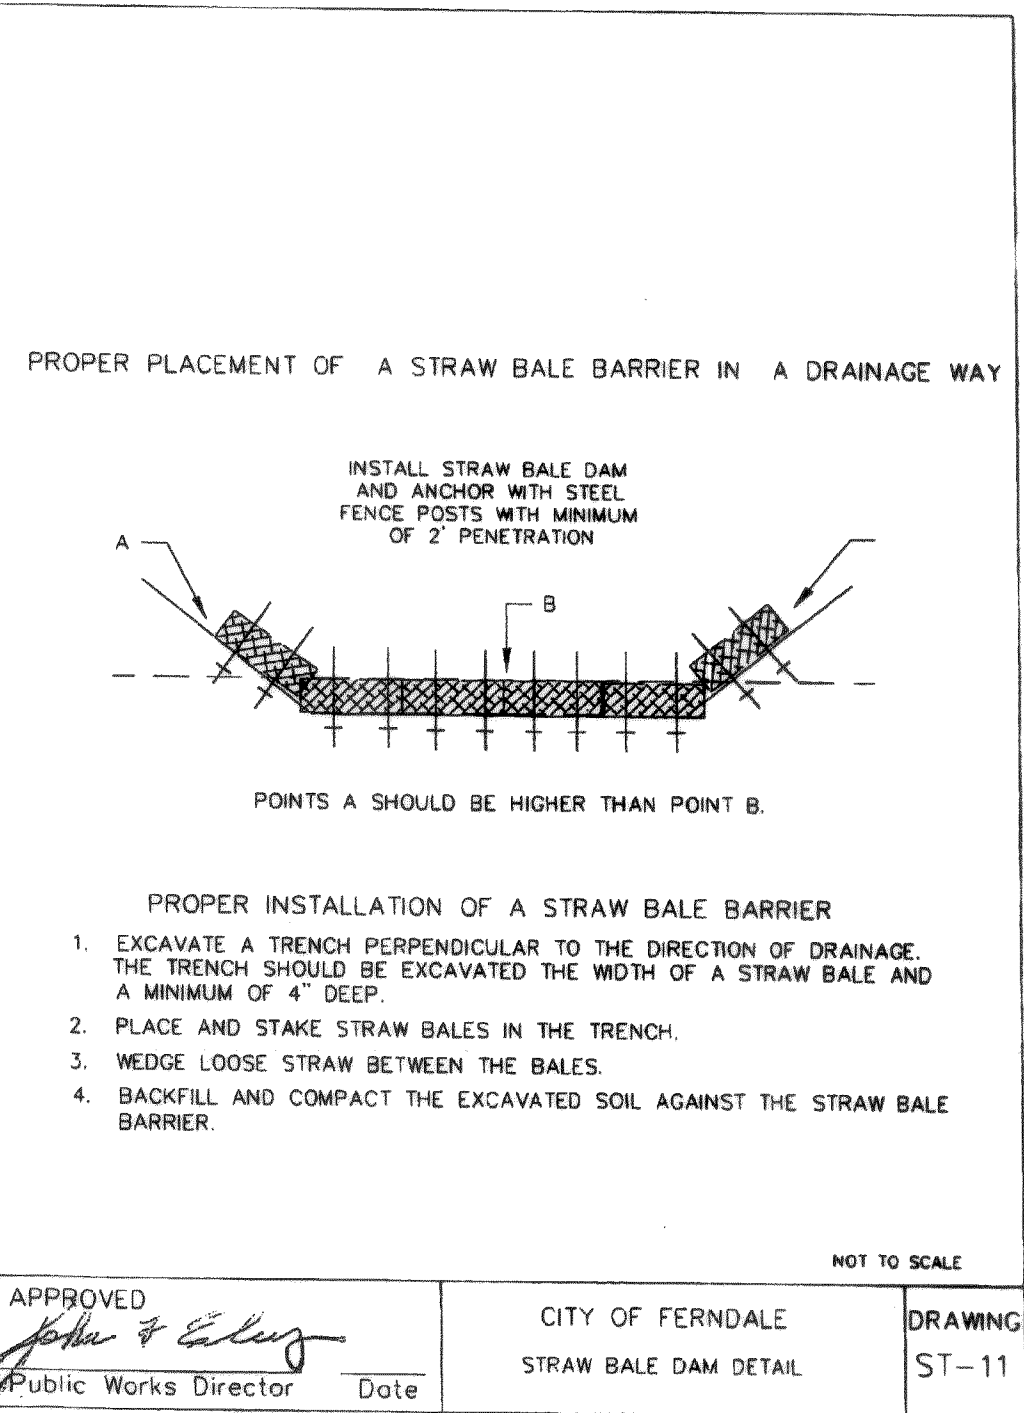 PROPER PLACEMENT OF A STRAW BALE BARRIER IN A DRAINAGE WAY
INSTALL STRAW BALE DAM
AND ANCHOR WITH STEEL
FENCE POSTS WITH MINIMUM
OF 2' PENETRATION
A
B
POINTS A SHOULD BE HIGHER THAN POINT B.
PROPER INSTALLATION OF A STRAW BALE BARRIER
1. EXCAVATE A TRENCH PERPENDICULAR TO THE DIRECTION OF DRAINAGE.
THE TRENCH SHOULD BE EXCAVATED THE WIDTH OF A STRAW BALE AND
A MINIMUM OF 4" DEEP.
2. PLACE AND STAKE STRAW BALES IN THE TRENCH.
3. WEDGE LOOSE STRAW BETWEEN THE BALES.
4. BACKFILL AND COMPACT THE EXCAVATED SOIL AGAINST THE STRAW BALE
BARRIER.
NOT TO SCALE
APPROVED
John
Public Works Director Date
CITY OF FERNDALE
STRAW BALE DAM DETAIL
DRAWING
ST-11